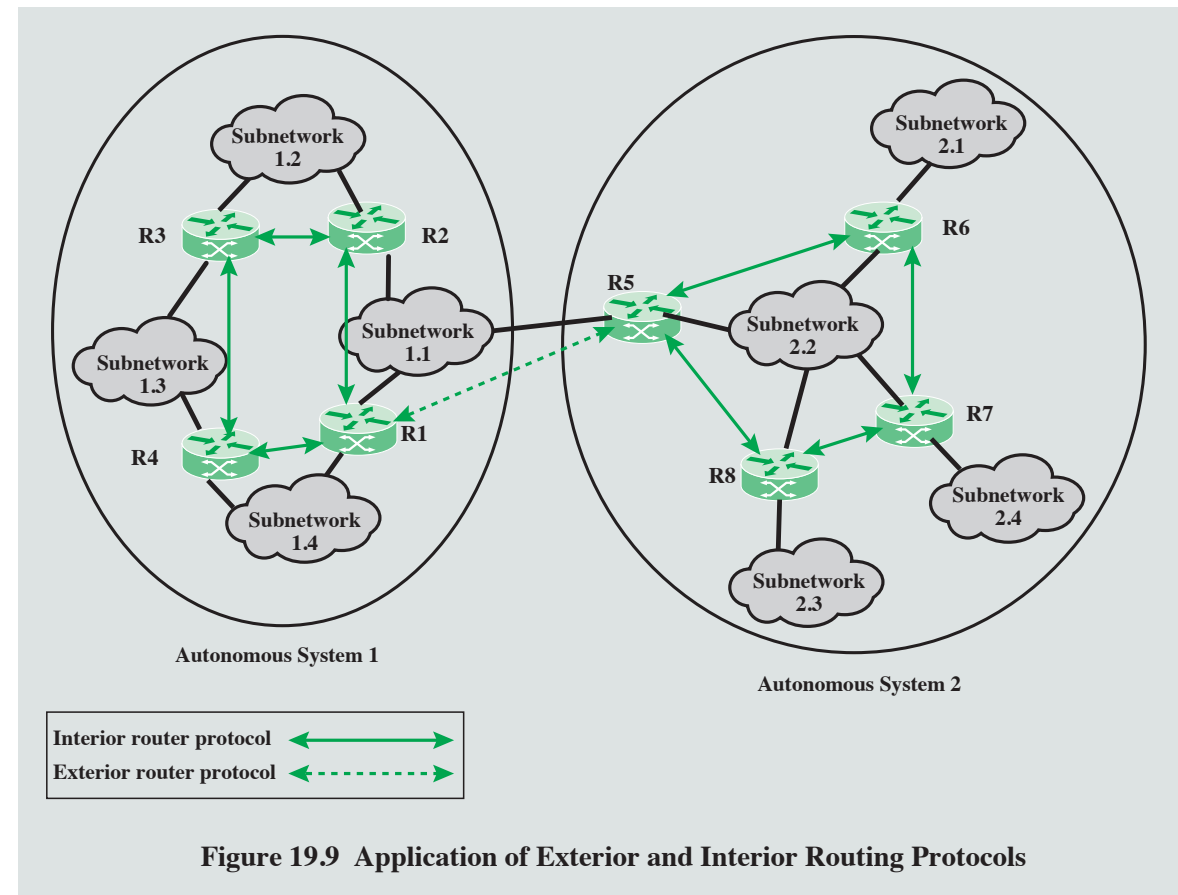 Subnetwork
1.2
Subnetwork
2.1
R3
R2
R6
R5
Subnetwork
1.1
Subnetwork
2.2
Subnetwork
1.3
R4
R1
R7
R8
Subnetwork
1.4
Subnetwork
2.4
Subnetwork
2.3
Autonomous System 1
Autonomous System 2
Interior router protocol
Exterior router protocol
Figure 19.9 Application of Exterior and Interior Routing Protocols